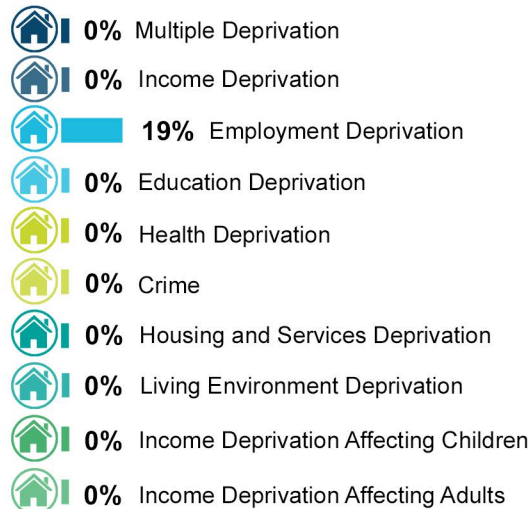 0% Multiple Deprivation
0% Income Deprivation
19% Employment Deprivation
0% Education Deprivation
0% Health Deprivation
0% Crime
0% Housing and Services Deprivation
0% Living Environment Deprivation
0% Income Deprivation Affecting Children
0% Income Deprivation Affecting Adults